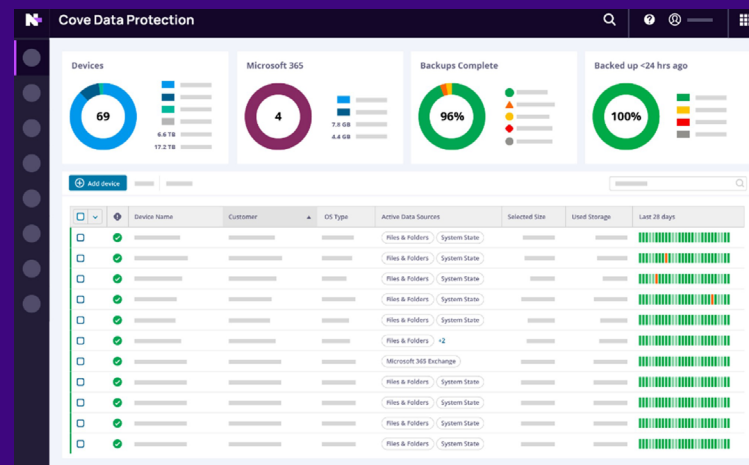 N
Cove Data Protection
Devices
Microsoft 365
Backups Complete
Backed up <24 hrs ago
69
6.6 TB
17.2 TB
4
7.8 GB
4.4 GB
96%
100%
Add device
Device Name
Customer
OS Type
Active Data Sources
Selected Size
Used Storage
Last 28 days
Files & Folders System State
Files & Folders System State
Files & Folders System State
Files & Folders System State
Files & Folders System State
Files & Folders +2
Microsoft 365 Exchange
Files & Folders System State
Files & Folders System State
Files & Folders System State
Files & Folders System State